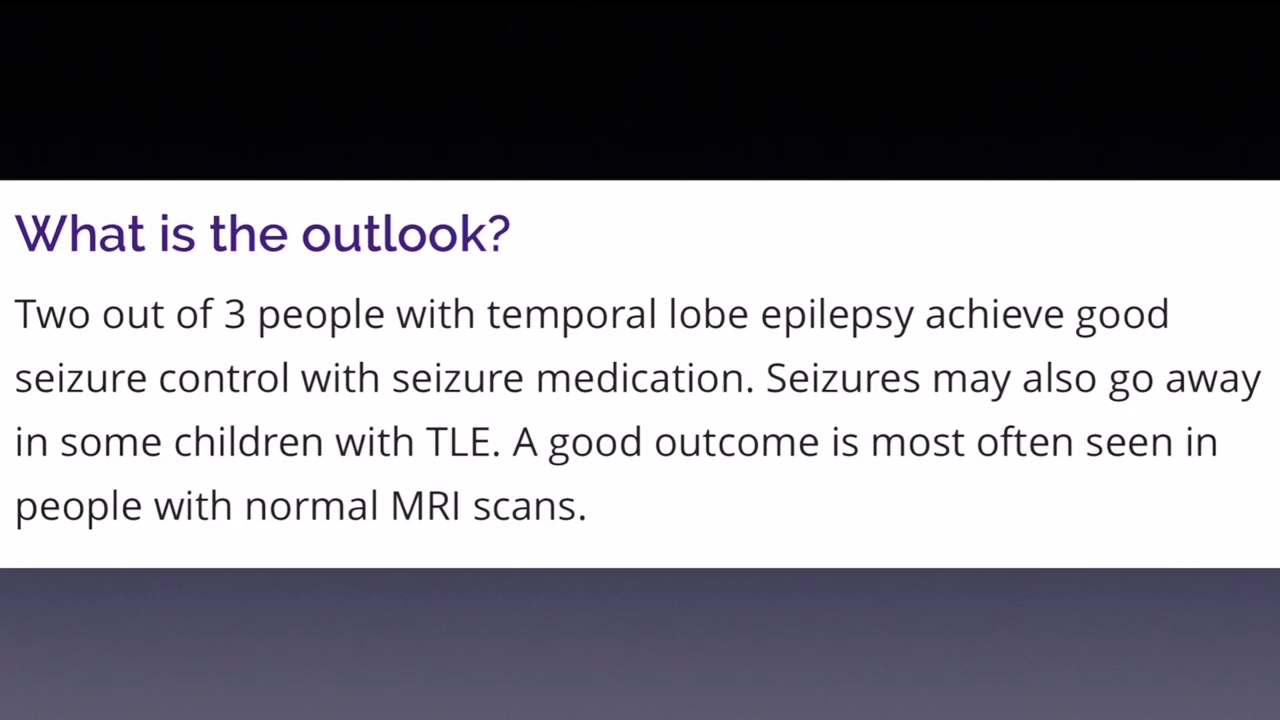 What is the outlook?
Two out of 3 people with temporal lobe epilepsy achieve good
seizure control with seizure medication. Seizures may also go away
in some children with TLE. A good outcome is most often seen in
people with normal MRI scans.